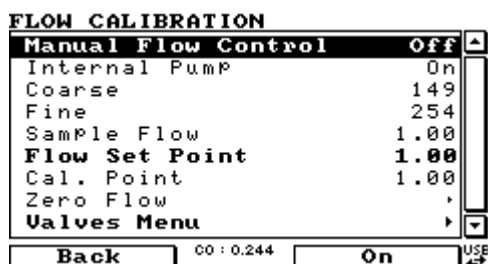 FLOW CALIBRATION
Manual Flow Control Off
Internal Pump On
Coarse 149
Fine 254
Sample Flow 1.00
Flow Set Point 1.00
Cal. Point 1.00
Zero Flow
Valves Menu
Back CO : 0.244 On USB